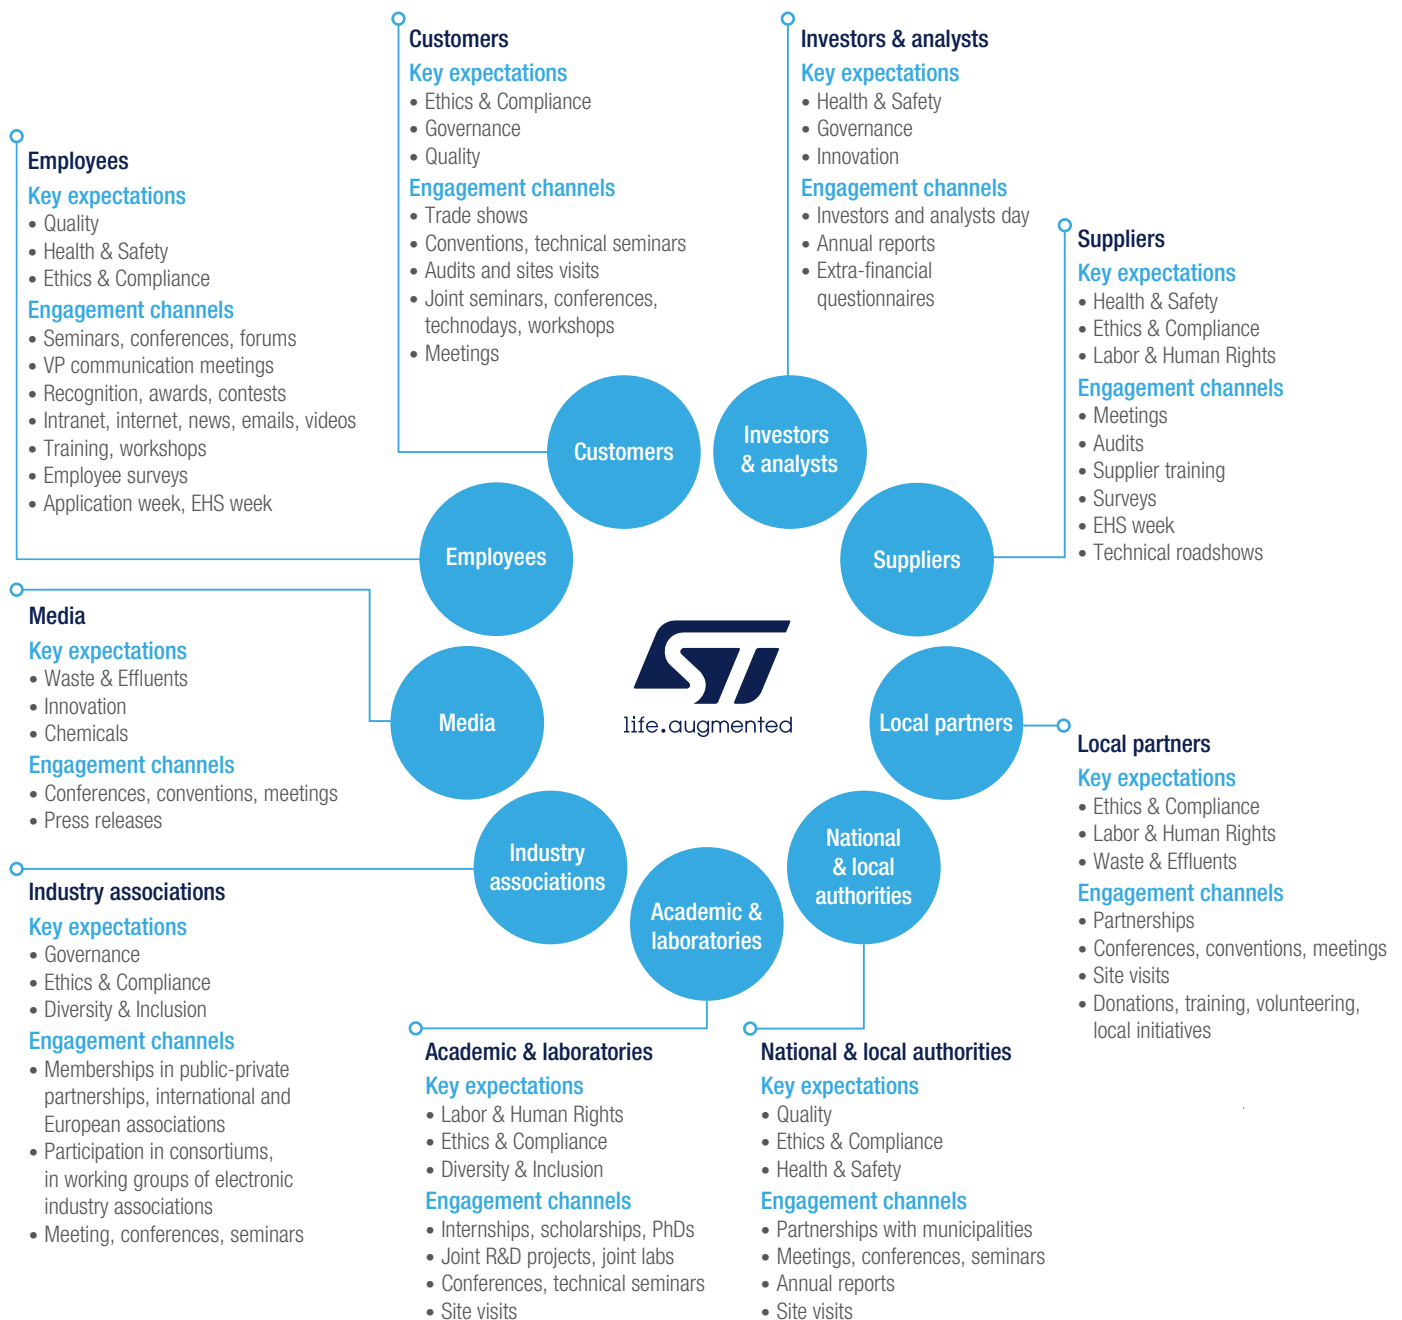 Customers
Key expectations
• Ethics & Compliance
• Governance
• Quality
Engagement channels
• Trade shows
• Conventions, technical seminars
• Audits and sites visits
• Joint seminars, conferences,
technodays, workshops
• Meetings
Investors & analysts
Key expectations
• Health & Safety
• Governance
• Innovation
Engagement channels
• Investors and analysts day
• Annual reports
• Extra-financial
questionnaires
Employees
Key expectations
• Quality
• Health & Safety
• Ethics & Compliance
Engagement channels
• Seminars, conferences, forums
• VP communication meetings
• Recognition, awards, contests
• Intranet, internet, news, emails, videos
• Training, workshops
• Employee surveys
• Application week, EHS week
Suppliers
Key expectations
• Health & Safety
• Ethics & Compliance
• Labor & Human Rights
Engagement channels
• Meetings
• Audits
• Supplier training
• Surveys
• EHS week
• Technical roadshows
Customers
Investors
& analysts
Employees
Suppliers
Media
Local partners
Industry
associations
Academic &
laboratories
National
& local
authorities
ST
life.augmented
Media
Key expectations
• Waste & Effluents
• Innovation
• Chemicals
Engagement channels
• Conferences, conventions, meetings
• Press releases
Local partners
Key expectations
• Ethics & Compliance
• Labor & Human Rights
• Waste & Effluents
Engagement channels
• Partnerships
• Conferences, conventions, meetings
• Site visits
• Donations, training, volunteering,
local initiatives
Industry associations
Key expectations
• Governance
• Ethics & Compliance
• Diversity & Inclusion
Engagement channels
• Memberships in public-private
partnerships, international and
European associations
• Participation in consortiums,
in working groups of electronic
industry associations
• Meeting, conferences, seminars
Academic & laboratories
Key expectations
• Labor & Human Rights
• Ethics & Compliance
• Diversity & Inclusion
Engagement channels
• Internships, scholarships, PhDs
• Joint R&D projects, joint labs
• Conferences, technical seminars
• Site visits
National & local authorities
Key expectations
• Quality
• Ethics & Compliance
• Health & Safety
Engagement channels
• Partnerships with municipalities
• Meetings, conferences, seminars
• Annual reports
• Site visits